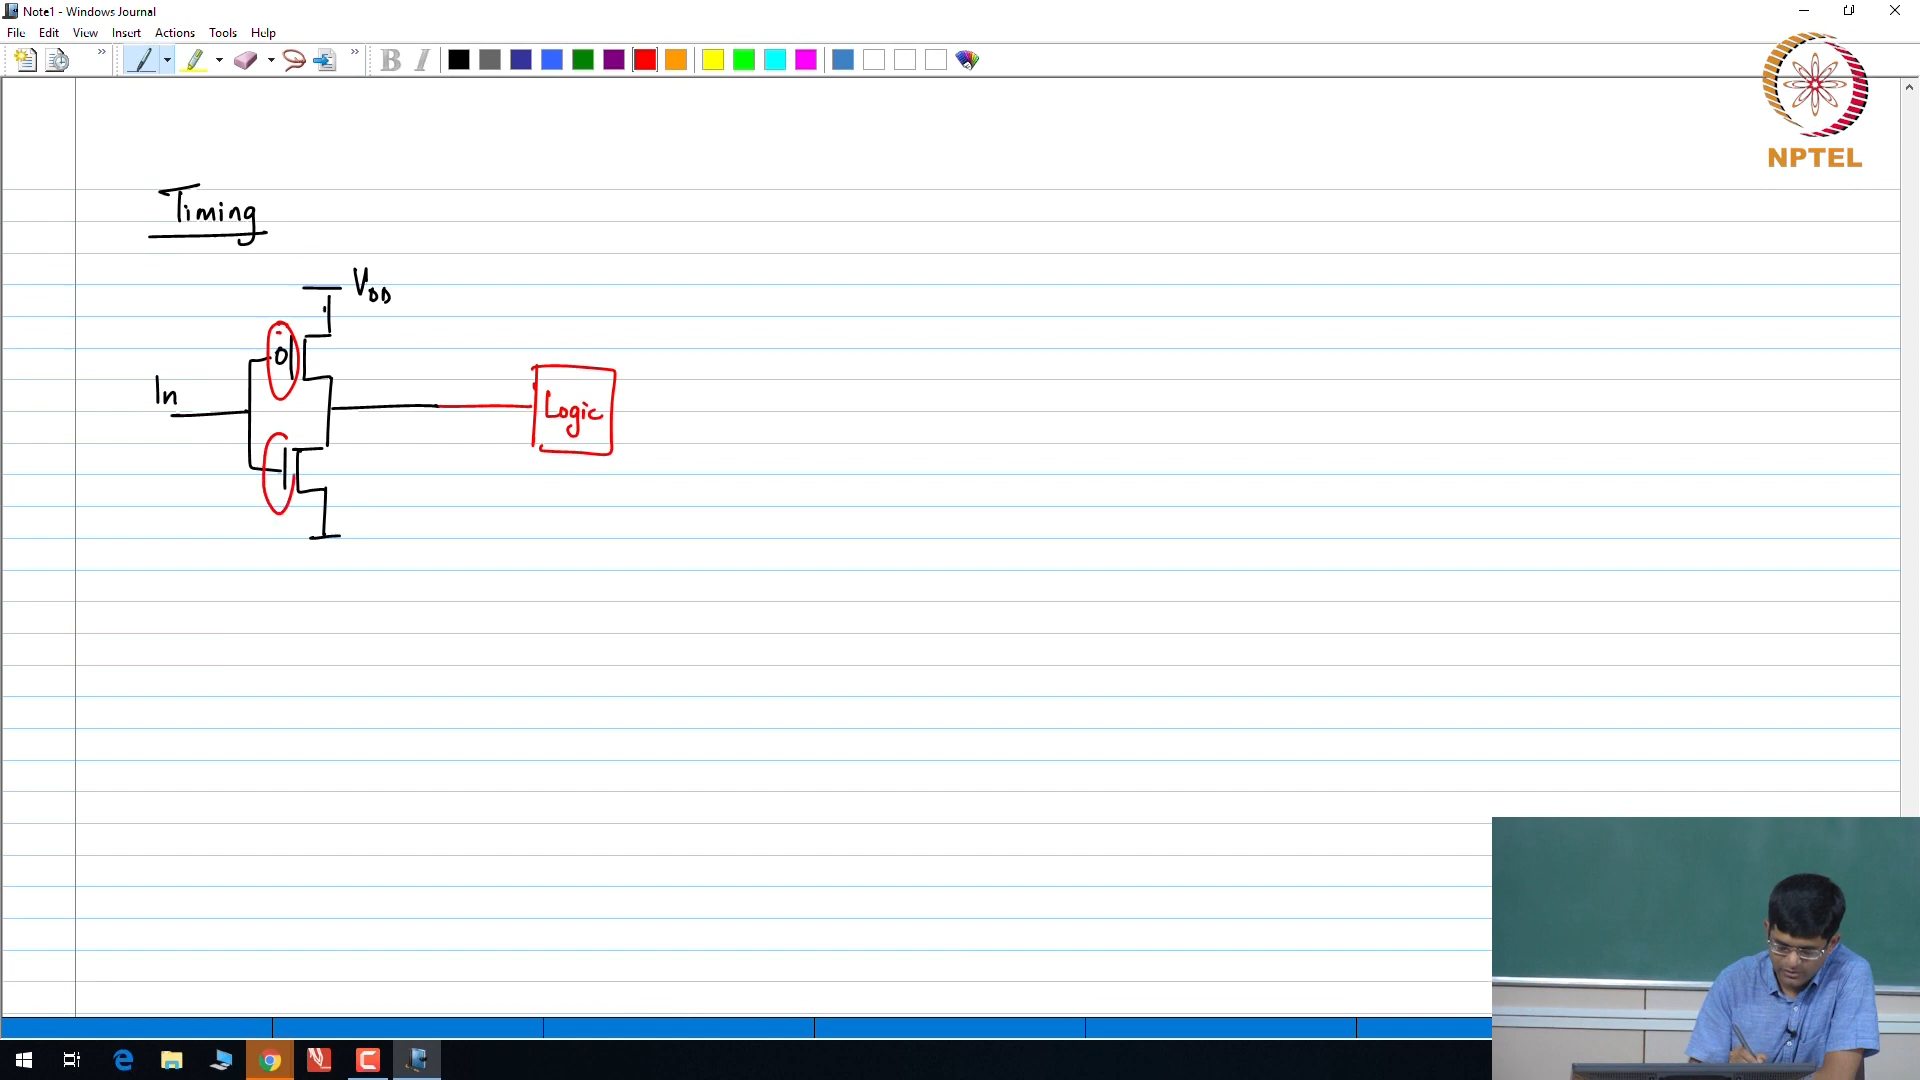 Note1 - Windows Journal
File Edit View Insert Actions Tools Help
B I
NPTEL
Timing
VDD
In
Logic